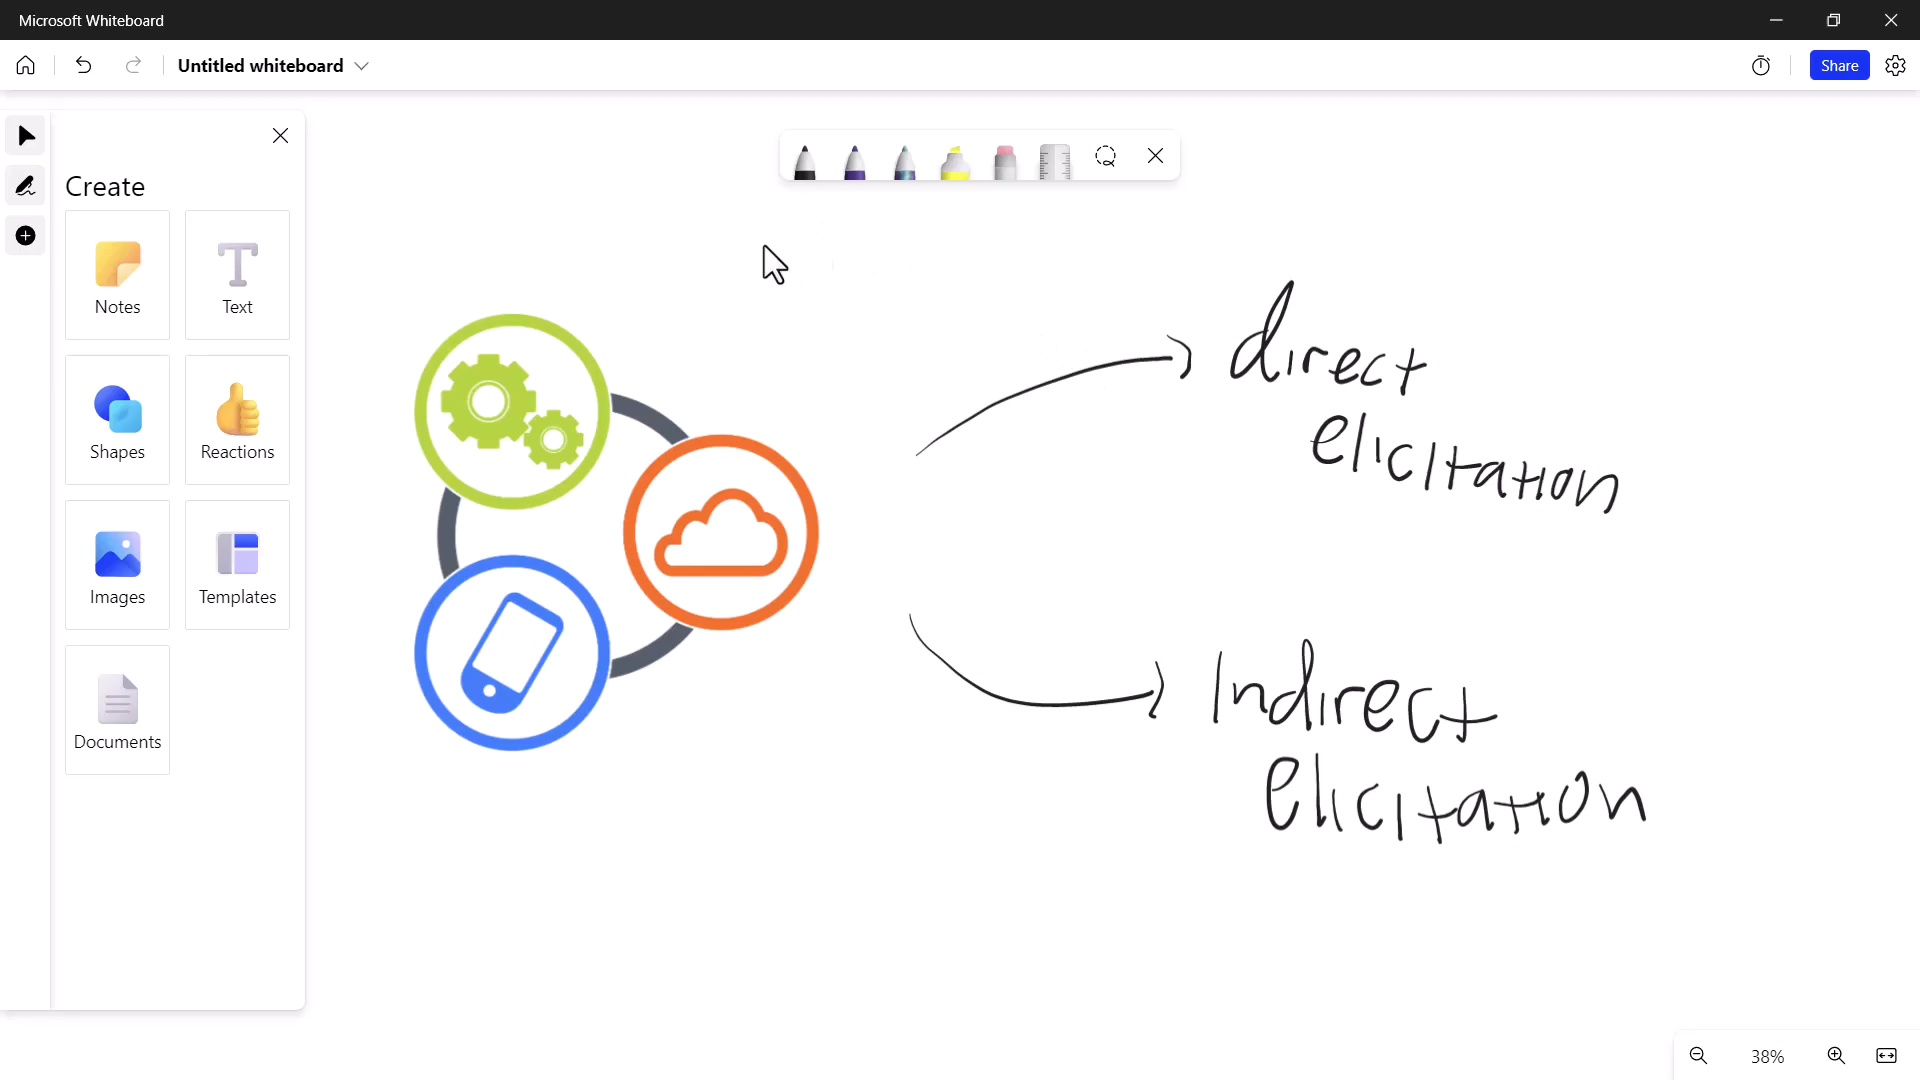 Microsoft Whiteboard
Untitled whiteboard
Share
Create
Notes
Text
Shapes
Reactions
Images
Templates
Documents
direct
elicitation
Indirect
elicitation
38%